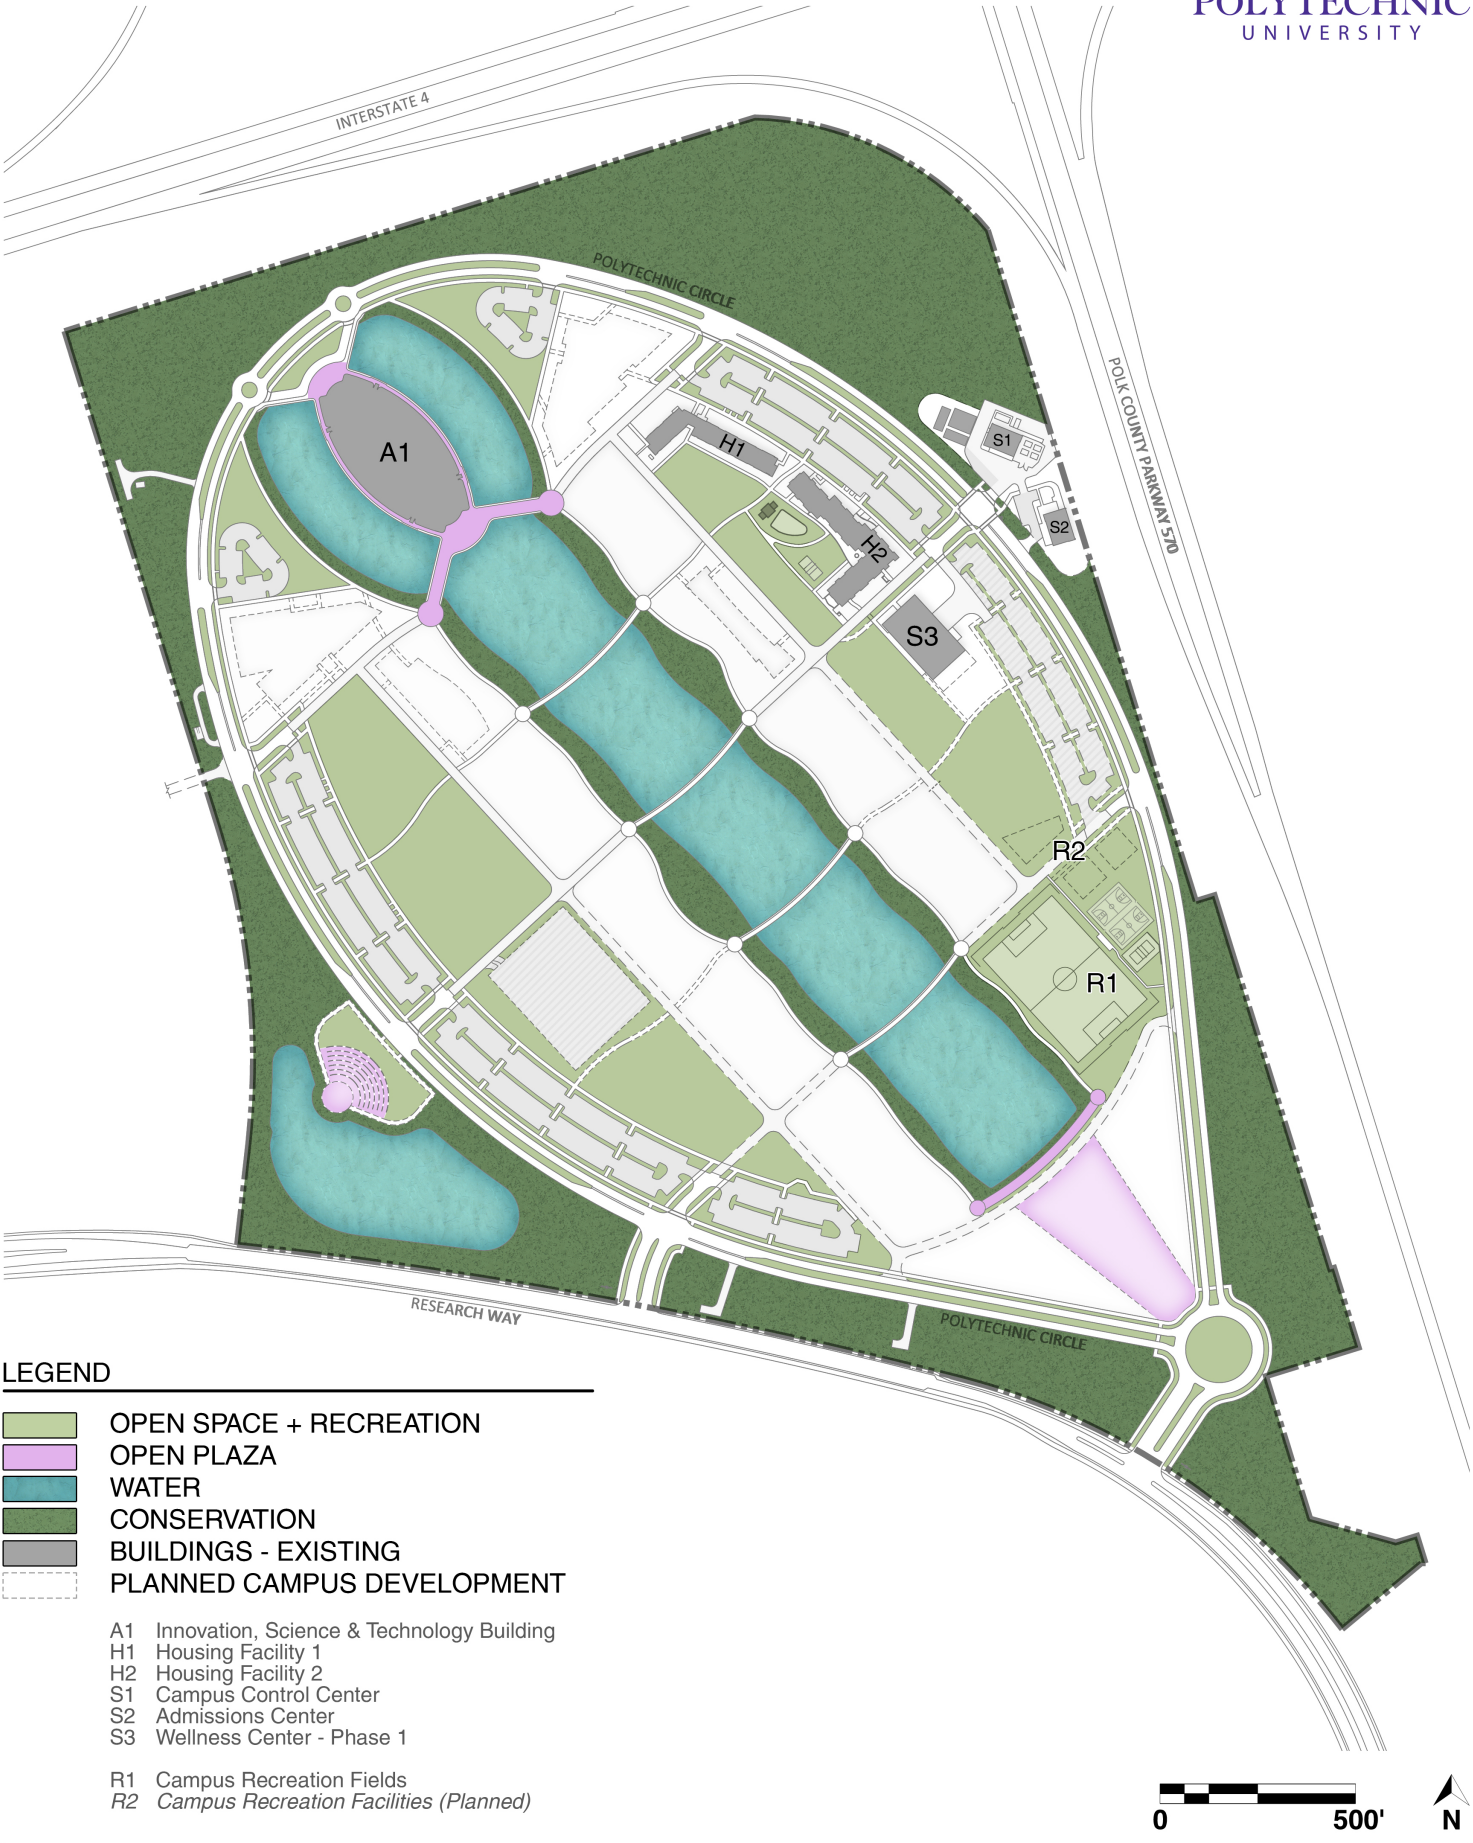 POLYTECHNIC
UNIVERSITY
INTERSTATE 4
POLYTECHNIC CIRCLE
POLK COUNTY PARKWAY 570
A1
H1
H2
S1
S2
S3
R2
R1
RESEARCH WAY
POLYTECHNIC CIRCLE
LEGEND
OPEN SPACE + RECREATION
OPEN PLAZA
WATER
CONSERVATION
BUILDINGS - EXISTING
PLANNED CAMPUS DEVELOPMENT
A1 Innovation, Science & Technology Building
H1 Housing Facility 1
H2 Housing Facility 2
S1 Campus Control Center
S2 Admissions Center
S3 Wellness Center - Phase 1
R1 Campus Recreation Fields
R2 Campus Recreation Facilities (Planned)
0 500'
N